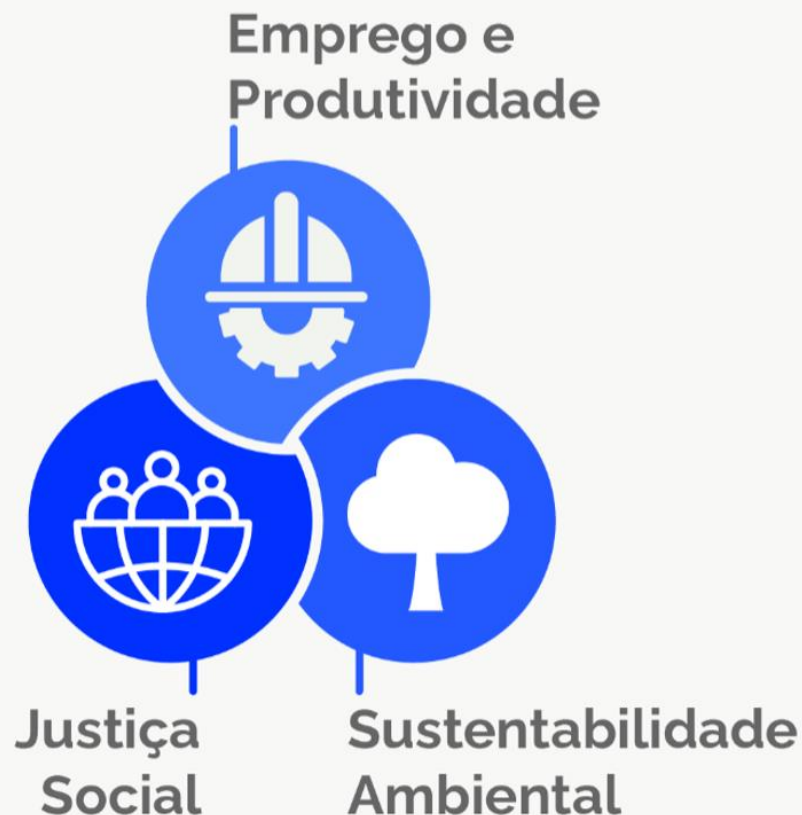 Emprego e
Produtividade
Justiça
Social
Sustentabilidade
Ambiental